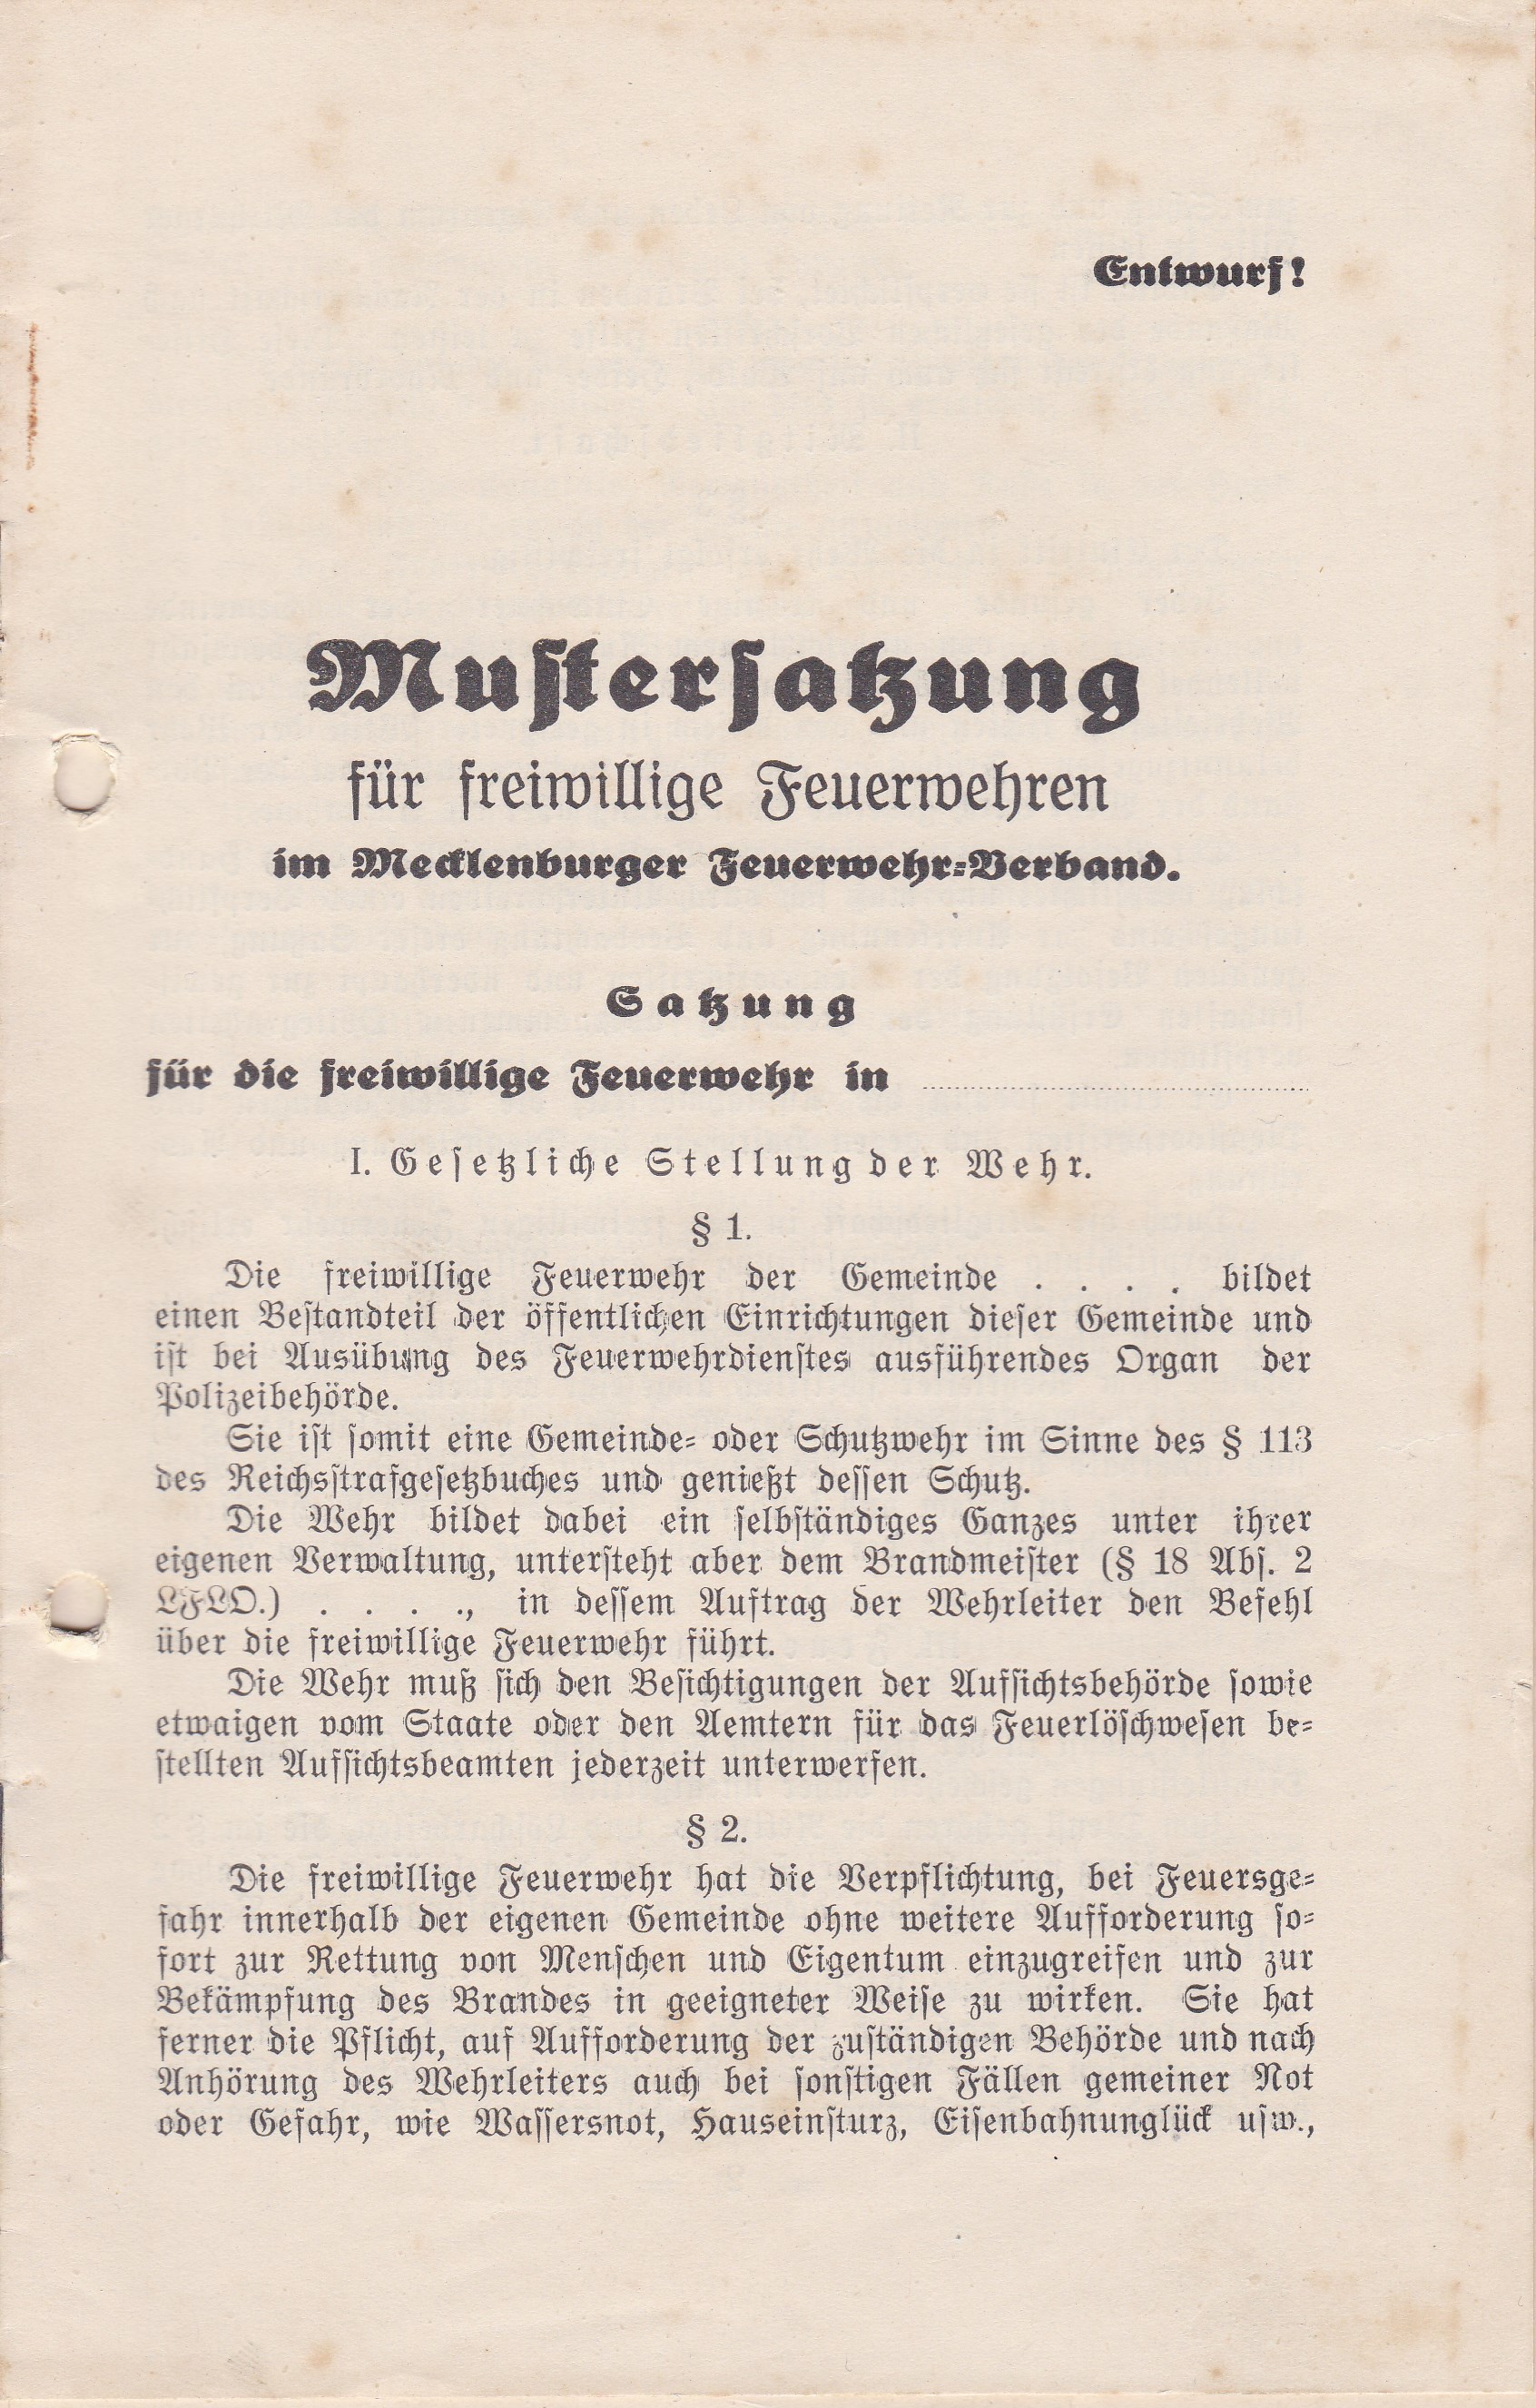 Entwurf!
Mustersatzung
für freiwillige Feuerwehren
im Mecklenburger Feuerwehr-Verband.
Satzung
für die freiwillige Feuerwehr in
I. Gesetzliche Stellung der Wehr.
§ 1.
Die freiwillige Feuerwehr der Gemeinde . . . . bildet
einen Bestandteil der öffentlichen Einrichtungen dieser Gemeinde und
ist bei Ausübung des Feuerwehrdienstes ausführendes Organ der
Polizeibehörde.
Sie ist somit eine Gemeinde- oder Schutzwehr im Sinne des § 113
des Reichsstrafgesetzbuches und genießt dessen Schutz.
Die Wehr bildet dabei ein selbständiges Ganzes unter ihrer
eigenen Verwaltung, untersteht aber dem Brandmeister (§ 18 Abs. 2
LFLO.) . . . ., in dessem Auftrag der Wehrleiter den Befehl
über die freiwillige Feuerwehr führt.
Die Wehr muß sich den Besichtigungen der Aufsichtsbehörde sowie
etwaigen vom Staate oder den Aemtern für das Feuerlöschwesen be-
stellten Aufsichtsbeamten jederzeit unterwerfen.
§ 2.
Die freiwillige Feuerwehr hat die Verpflichtung, bei Feuersge-
fahr innerhalb der eigenen Gemeinde ohne weitere Aufforderung so-
fort zur Rettung von Menschen und Eigentum einzugreifen und zur
Bekämpfung des Brandes in geeigneter Weise zu wirken. Sie hat
ferner die Pflicht, auf Aufforderung der zuständigen Behörde und nach
Anhörung des Wehrleiters auch bei sonstigen Fällen gemeiner Not
oder Gefahr, wie Wassersnot, Hauseinsturz, Eisenbahnunglück usw.,